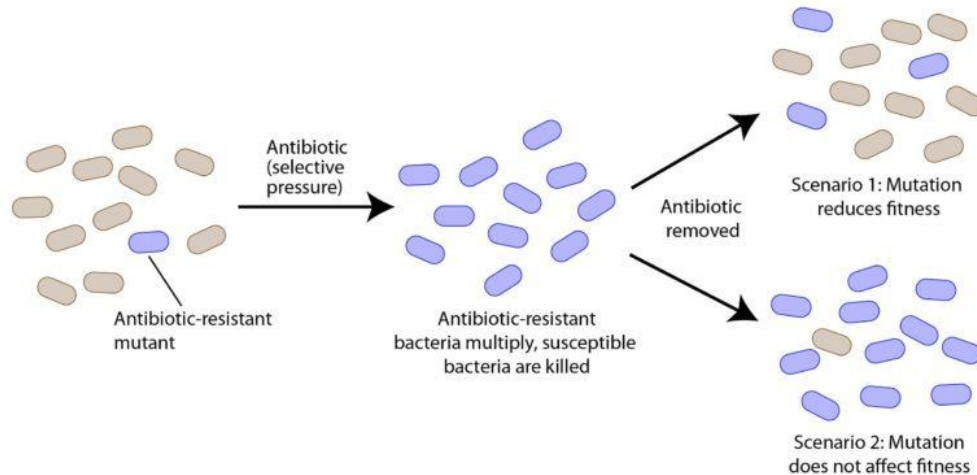 Antibiotic
(selective
pressure)
Antibiotic-resistant
mutant
Antibiotic-resistant
bacteria multiply, susceptible
bacteria are killed
Antibiotic
removed
Scenario 1: Mutation
reduces fitness
Scenario 2: Mutation
does not affect fitness